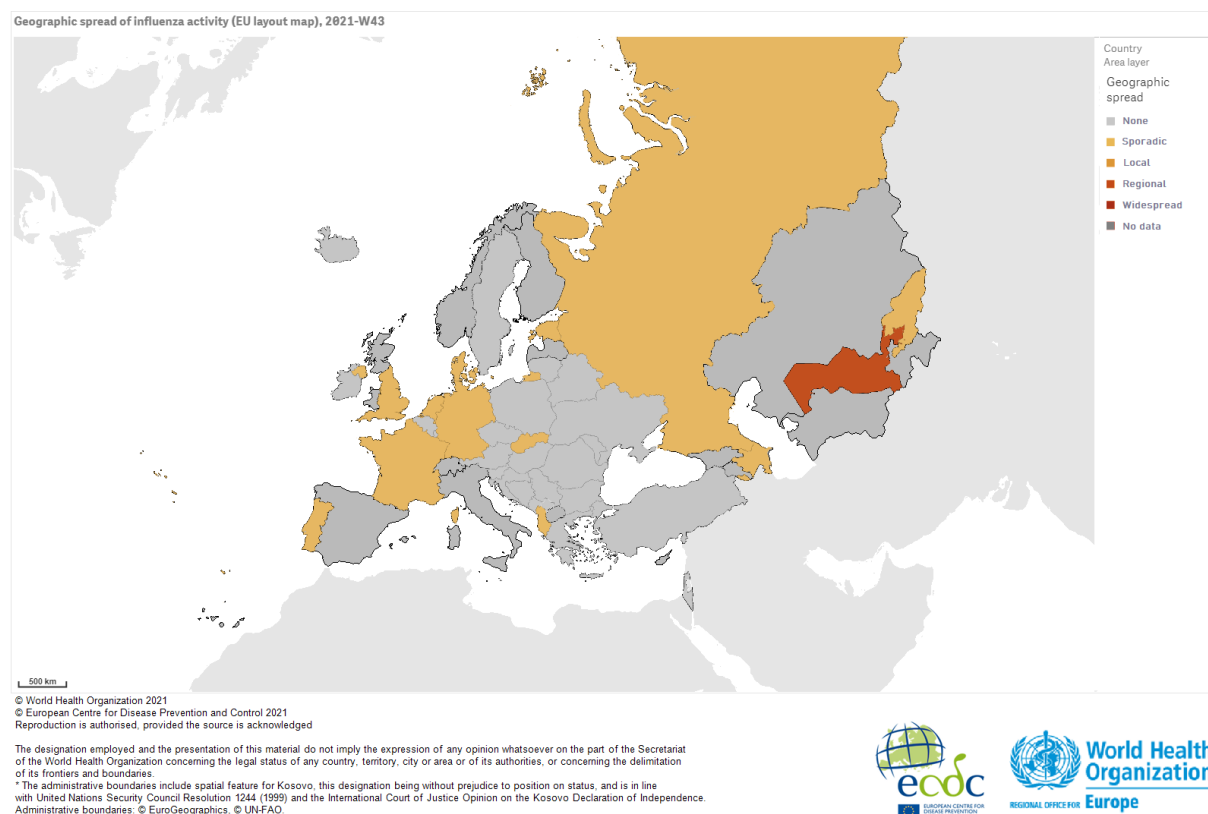 Geographic spread of influenza activity (EU layout map), 2021-W43
Country
Area layer
Geographic
spread
None
Sporadic
Local
Regional
Widespread
No data
500 km
© World Health Organization 2021
© European Centre for Disease Prevention and Control 2021
Reproduction is authorised, provided the source is acknowledged
The designation employed and the presentation of this material do not imply the expression of any opinion whatsoever on the part of the Secretariat
of the World Health Organization concerning the legal status of any country, territory, city or area or of its authorities, or concerning the delimitation
of its frontiers and boundaries.
* The administrative boundaries include spatial feature for Kosovo, this designation being without prejudice to position on status, and is in line
with United Nations Security Council Resolution 1244 (1999) and the International Court of Justice Opinion on the Kosovo Declaration of Independence.
Administrative boundaries: © EuroGeographics, © UN-FAO.
ecdc
EUROPEAN CENTRE FOR
DISEASE PREVENTION
World Health
Organization
REGIONAL OFFICE FOR Europe